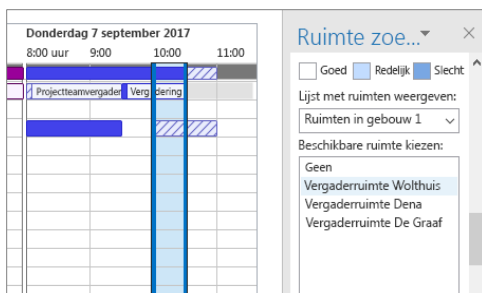 Donderdag 7 september 2017
8:00 uur 9:00 10:00 11:00
Projectteamvergader Verg dering
Ruimte zoe...
Goed Redelijk Slecht
Lijst met ruimten weergeven:
Ruimten in gebouw 1
Beschikbare ruimte kiezen:
Geen
Vergaderruimte Wolthuis
Vergaderruimte Dena
Vergaderruimte De Graaf